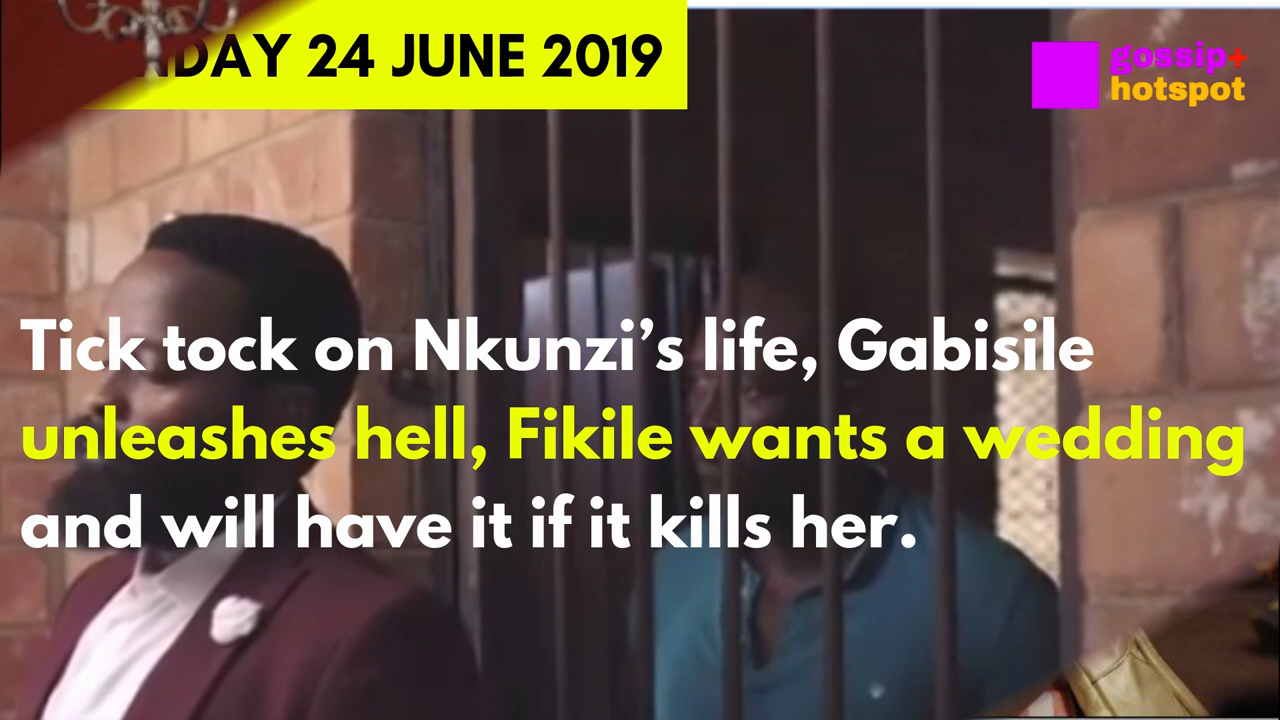 24 JUNE 2019
gossip+
hotspot
Tick tock on Nkunzi’s life, Gabisile
unleashes hell, Fikile wants a wedding
and will have it if it kills her.